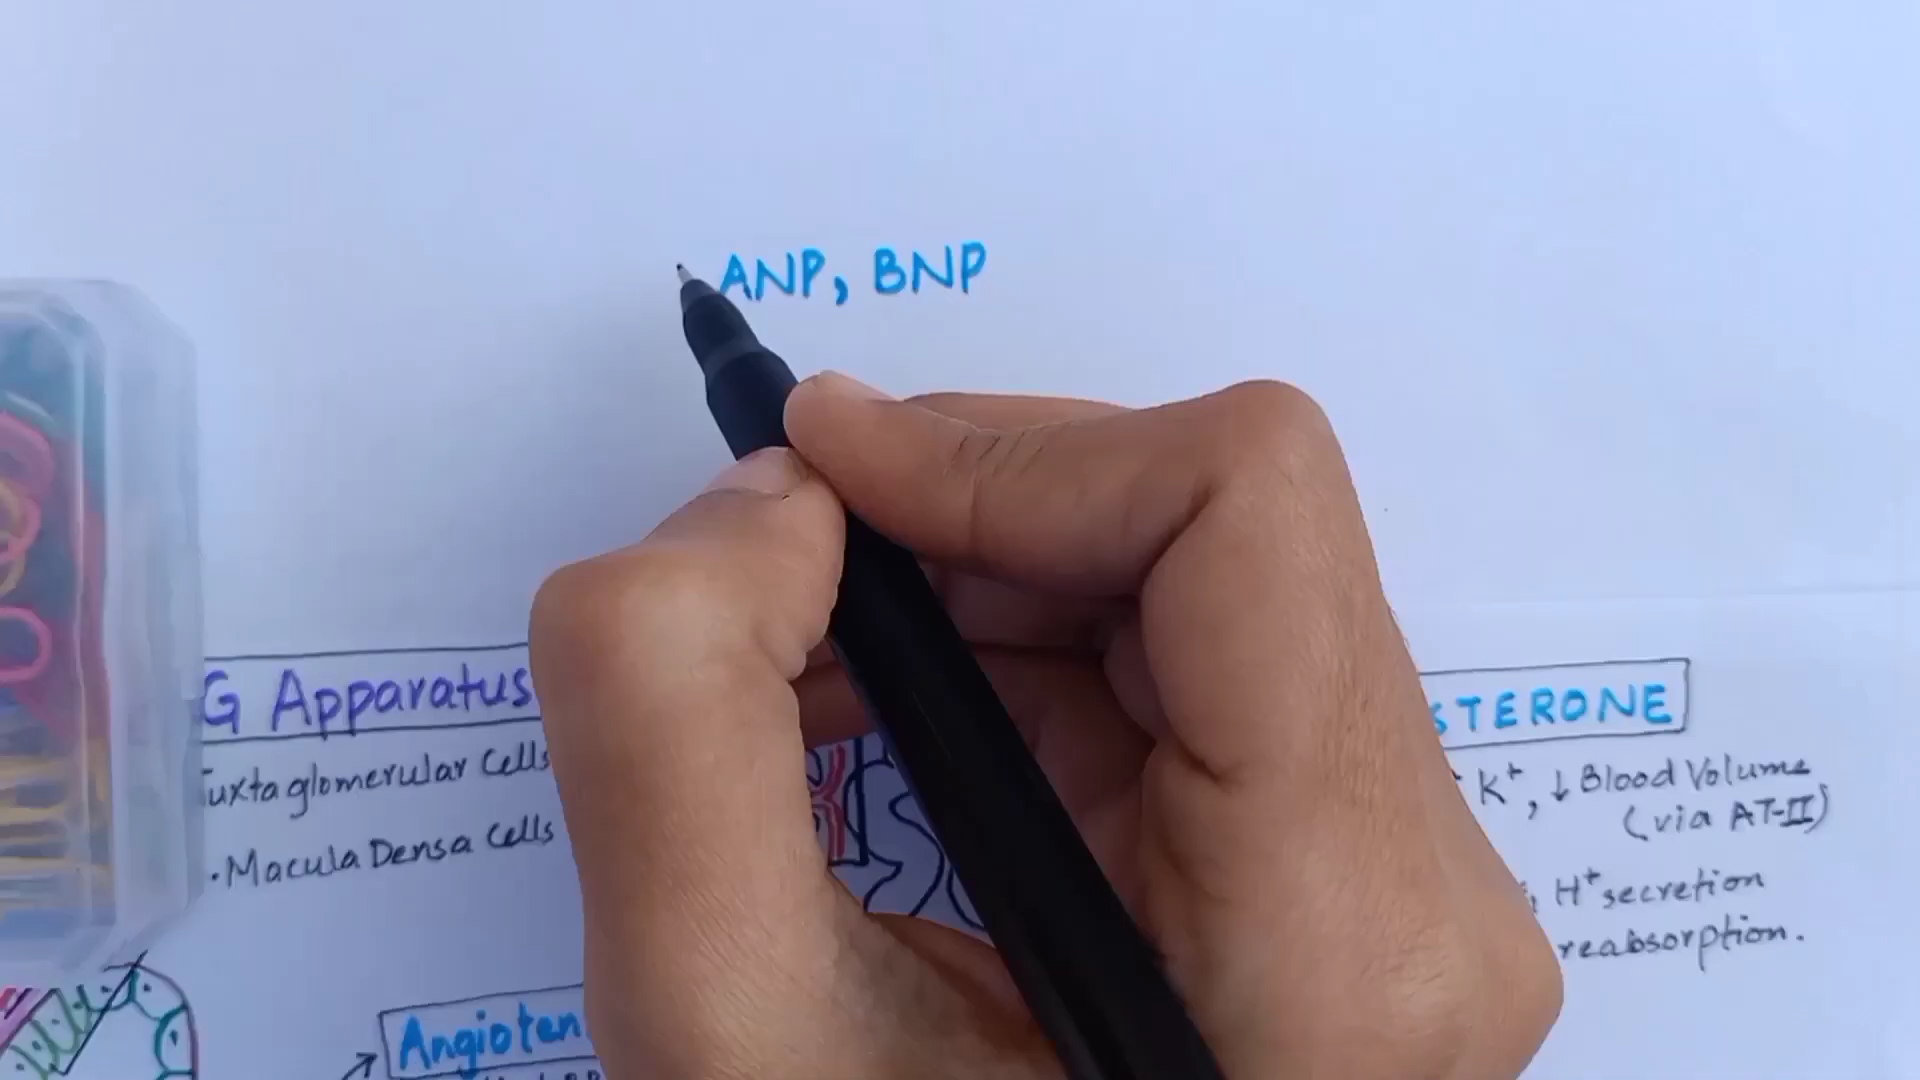 ANP, BNP
G Apparatus
Juxtaglomerular Cells
• Macula Densa Cells
Angioten
STERONE
K⁺, ↓ Blood Volume
(via AT-II)
H⁺ secretion
reabsorption.